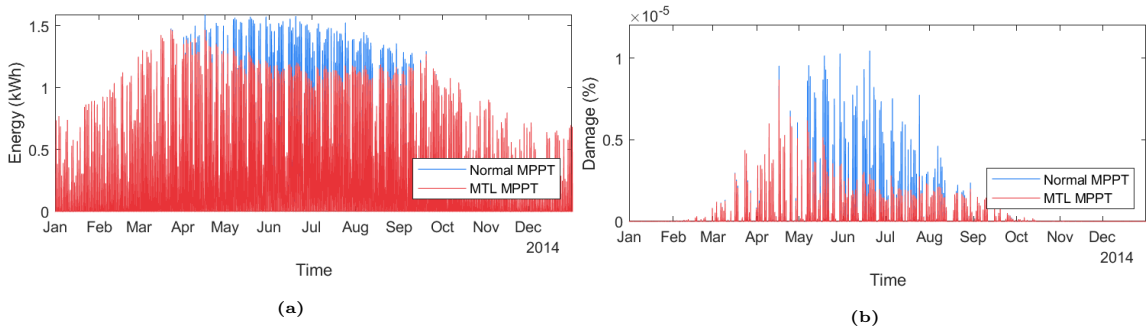 1.5
1
0.5
0
Energy (kWh)
Normal MPPT
MTL MPPT
Jan Feb Mar Apr May Jun Jul Aug Sep Oct Nov Dec
2014
Time
(a)
×10⁻⁵
1
0.5
0
Damage (%)
Normal MPPT
MTL MPPT
Jan Feb Mar Apr May Jun Jul Aug Sep Oct Nov Dec
2014
Time
(b)